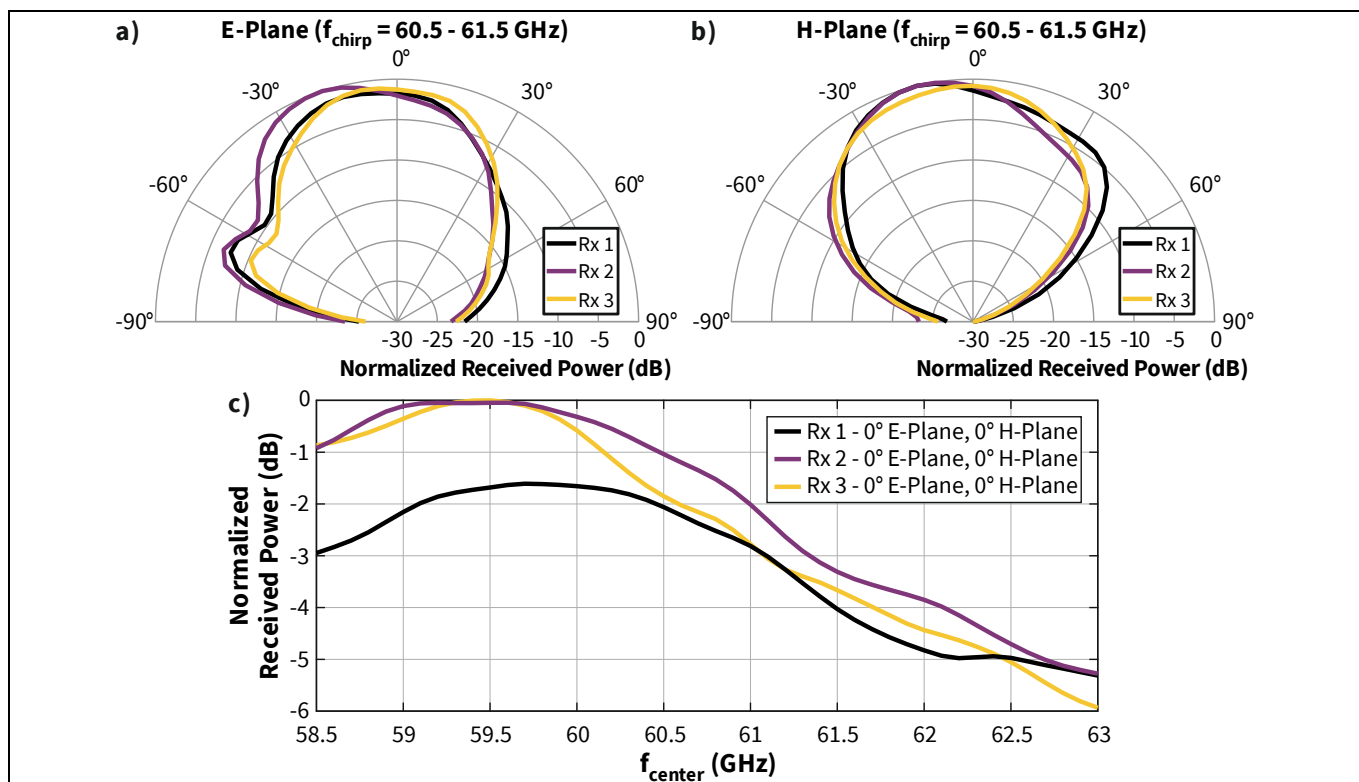 a) E-Plane (f_chirp = 60.5 - 61.5 GHz)
0°
-30° 30°
-60° 60°
-90° 90°
Rx 1
Rx 2
Rx 3
-30 -25 -20 -15 -10 -5 0
Normalized Received Power (dB)
b) H-Plane (f_chirp = 60.5 - 61.5 GHz)
0°
-30° 30°
-60° 60°
-90° 90°
Rx 1
Rx 2
Rx 3
-30 -25 -20 -15 -10 -5 0
Normalized Received Power (dB)
c)
Normalized
Received Power (dB)
0
-1
-2
-3
-4
-5
-6
Rx 1 - 0° E-Plane, 0° H-Plane
Rx 2 - 0° E-Plane, 0° H-Plane
Rx 3 - 0° E-Plane, 0° H-Plane
58.5 59 59.5 60 60.5 61 61.5 62 62.5 63
f_center (GHz)